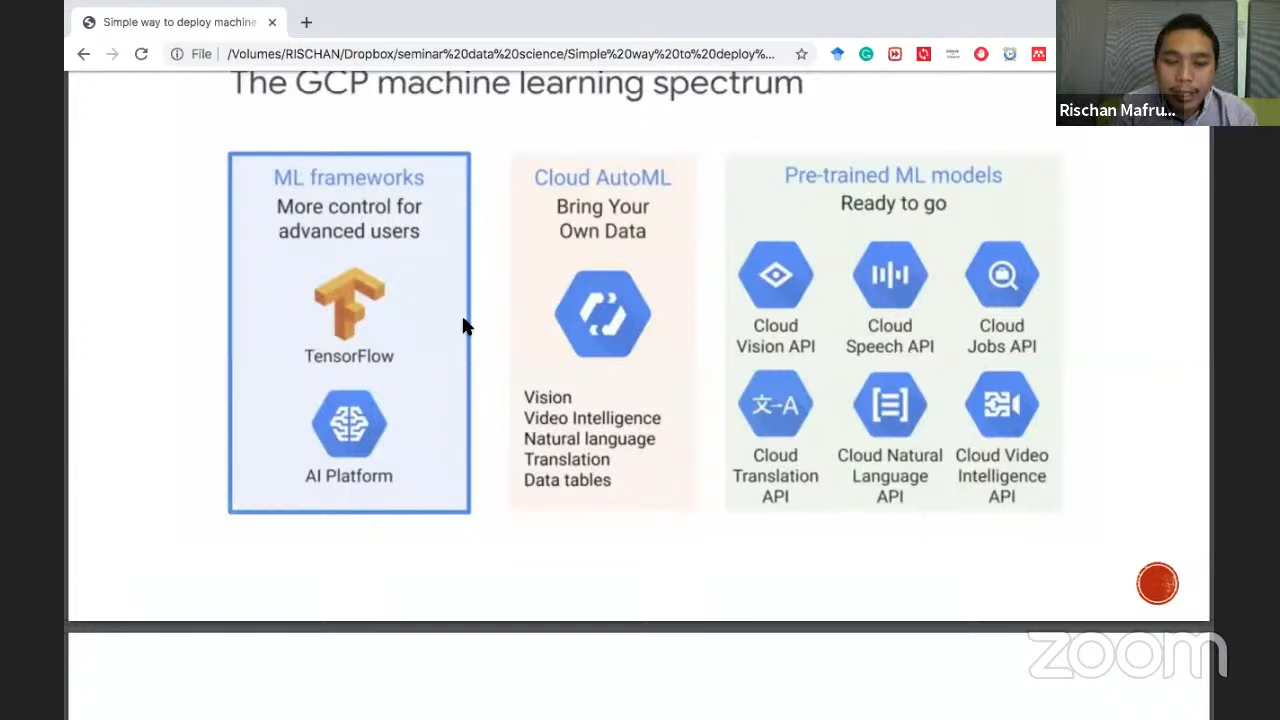 Simple way to deploy machine
File
/Volumes/RISCHAN/Dropbox/seminar%20data%20science/Simple%20way%20to%20deploy%...
Rischan Mafru...
The GCP machine learning spectrum
ML frameworks
More control for
advanced users
TensorFlow
AI Platform
Cloud AutoML
Bring Your
Own Data
Vision
Video Intelligence
Natural language
Translation
Data tables
Pre-trained ML models
Ready to go
Cloud
Vision API
Cloud
Speech API
Cloud
Jobs API
文→A
Cloud
Translation
API
Cloud Natural
Language
API
Cloud Video
Intelligence
API
zoom